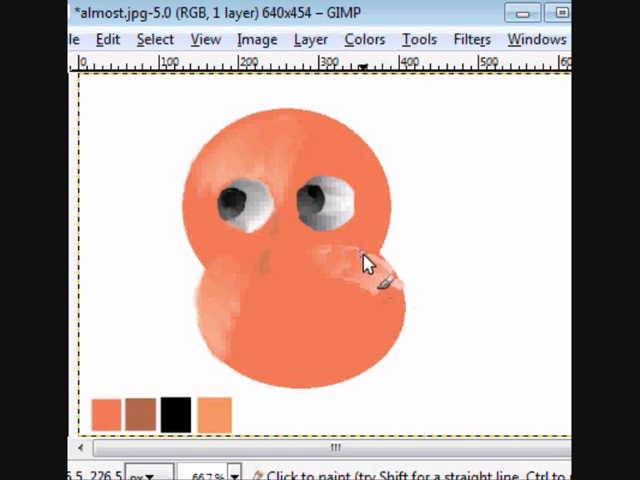 *almost.jpg-5.0 (RGB, 1 layer) 640x454 – GIMP
le Edit Select View Image Layer Colors Tools Filters Windows
0 100 200 300 400 500 60
5.5, 226.5 px 66.7% Click to paint (try Shift for a straight line, Ctrl to